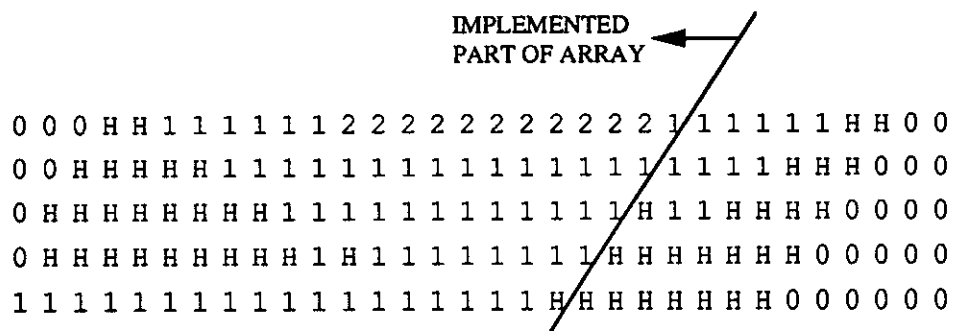 IMPLEMENTED
PART OF ARRAY
0 0 0 H H 1 1 1 1 1 1 2 2 2 2 2 2 2 2 2 2 2 1 1 1 1 1 1 H H 0 0
0 0 H H H H H 1 1 1 1 1 1 1 1 1 1 1 1 1 1 1 1 1 1 1 H H H 0 0 0
0 H H H H H H H H 1 1 1 1 1 1 1 1 1 1 1 1 H 1 1 H H H H 0 0 0 0
0 H H H H H H H H H 1 H 1 1 1 1 1 1 1 1 H H H H H H H 0 0 0 0 0
1 1 1 1 1 1 1 1 1 1 1 1 1 1 1 1 1 1 H H H H H H H H 0 0 0 0 0 0